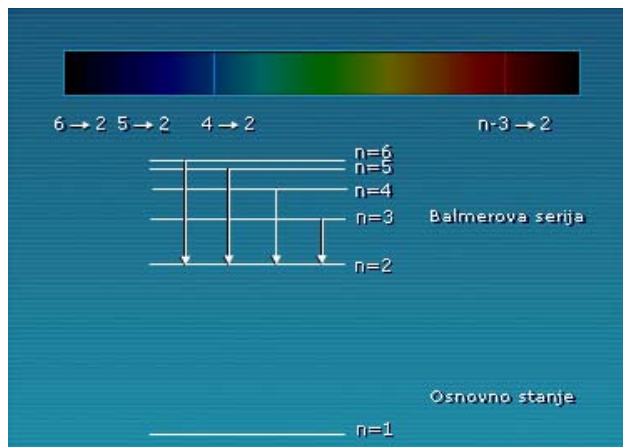 6→2 5→2 4→2 n-3→2
n=6
n=5
n=4
n=3 Balmerova serija
n=2
Osnovno stanje
n=1